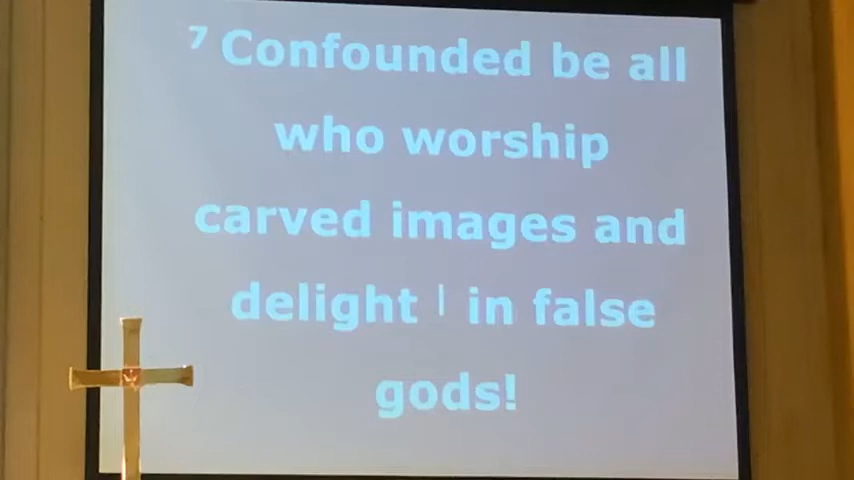 7 Confounded be all
who worship
carved images and
delight | in false
gods!